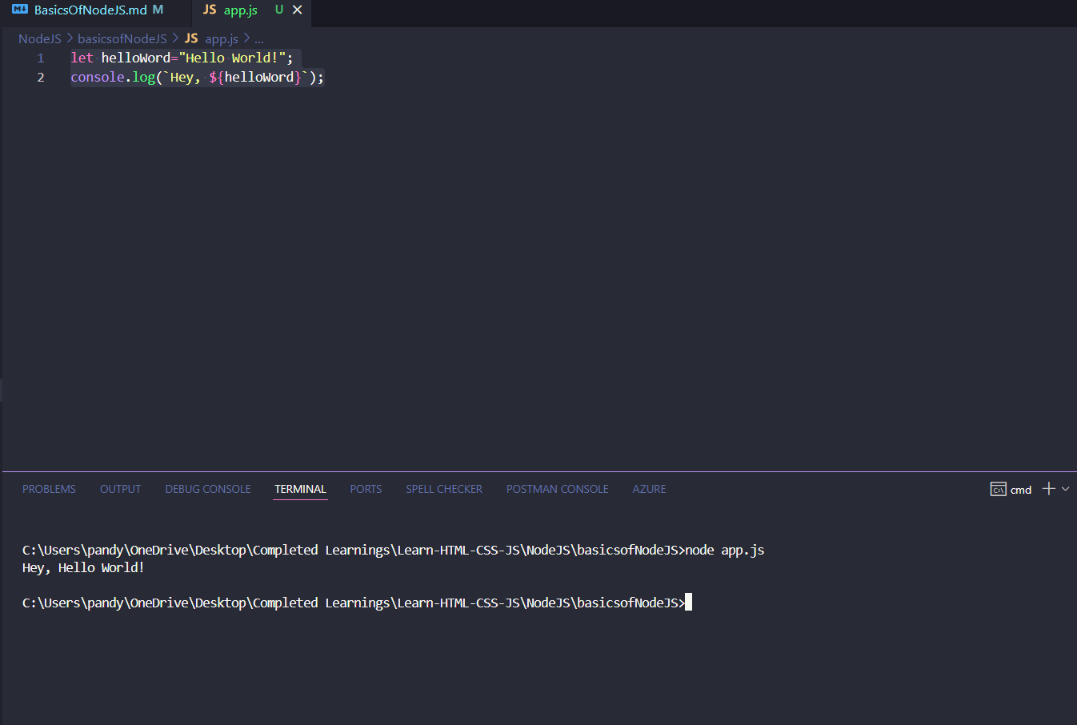 BasicsOfNodeJS.md M JS app.js U
NodeJS > basicsofNodeJS > JS app.js > ...
1 let helloWord="Hello World!";
2 console.log(`Hey, ${helloWord}`);
PROBLEMS OUTPUT DEBUG CONSOLE TERMINAL PORTS SPELL CHECKER POSTMAN CONSOLE AZURE cmd
C:\Users\pandy\OneDrive\Desktop\Completed Learnings\Learn-HTML-CSS-JS\NodeJS\basicsofNodeJS>node app.js
Hey, Hello World!
C:\Users\pandy\OneDrive\Desktop\Completed Learnings\Learn-HTML-CSS-JS\NodeJS\basicsofNodeJS>